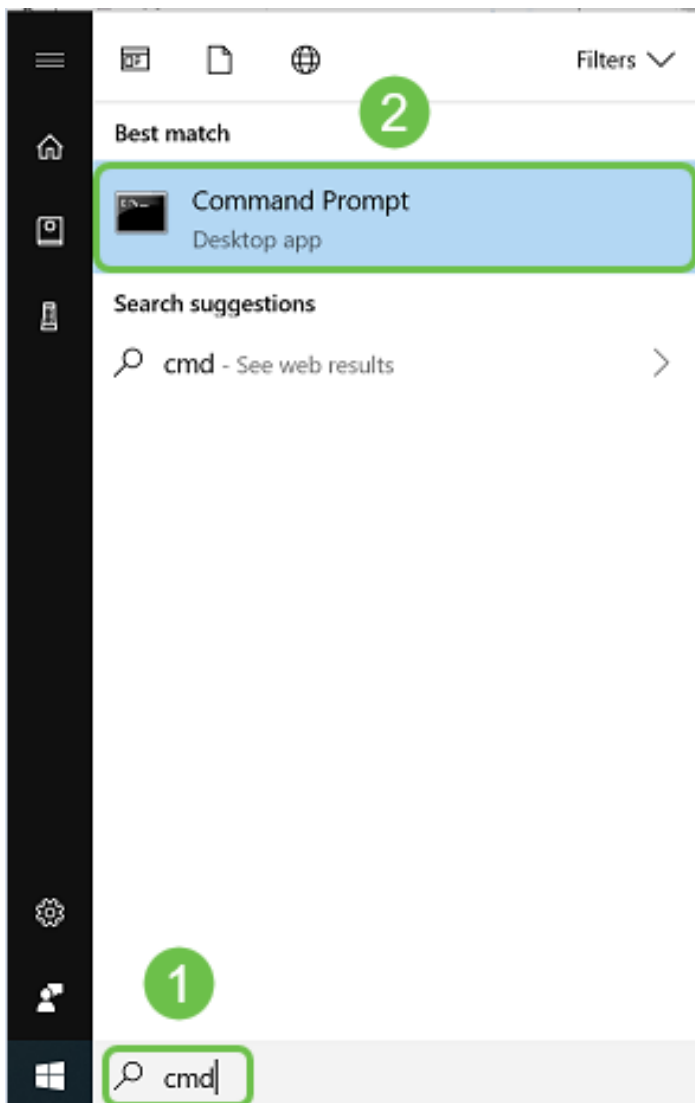 Filters
2
Best match
Command Prompt
Desktop app
Search suggestions
cmd - See web results
1
cmd